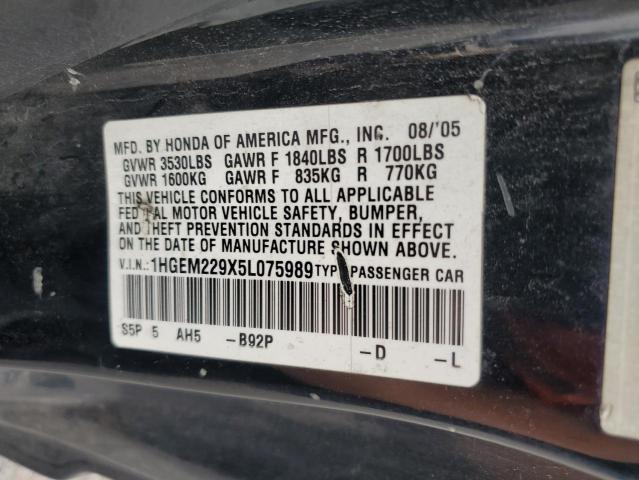 MFD. BY HONDA OF AMERICA MFG., INC. 08/'05
GVWR 3530LBS GAWR F 1840LBS R 1700LBS
GVWR 1600KG GAWR F 835KG R 770KG
THIS VEHICLE CONFORMS TO ALL APPLICABLE
MOTOR VEHICLE SAFETY, BUMPER,
AND THEFT PREVENTION STANDARDS IN EFFECT
ON THE DATE OF MANUFACTURE SHOWN ABOVE.
V.I.N.: 1HGEM229X5L075989 TYPE PASSENGER CAR
S5P 5 AH5 -B92P -D -L